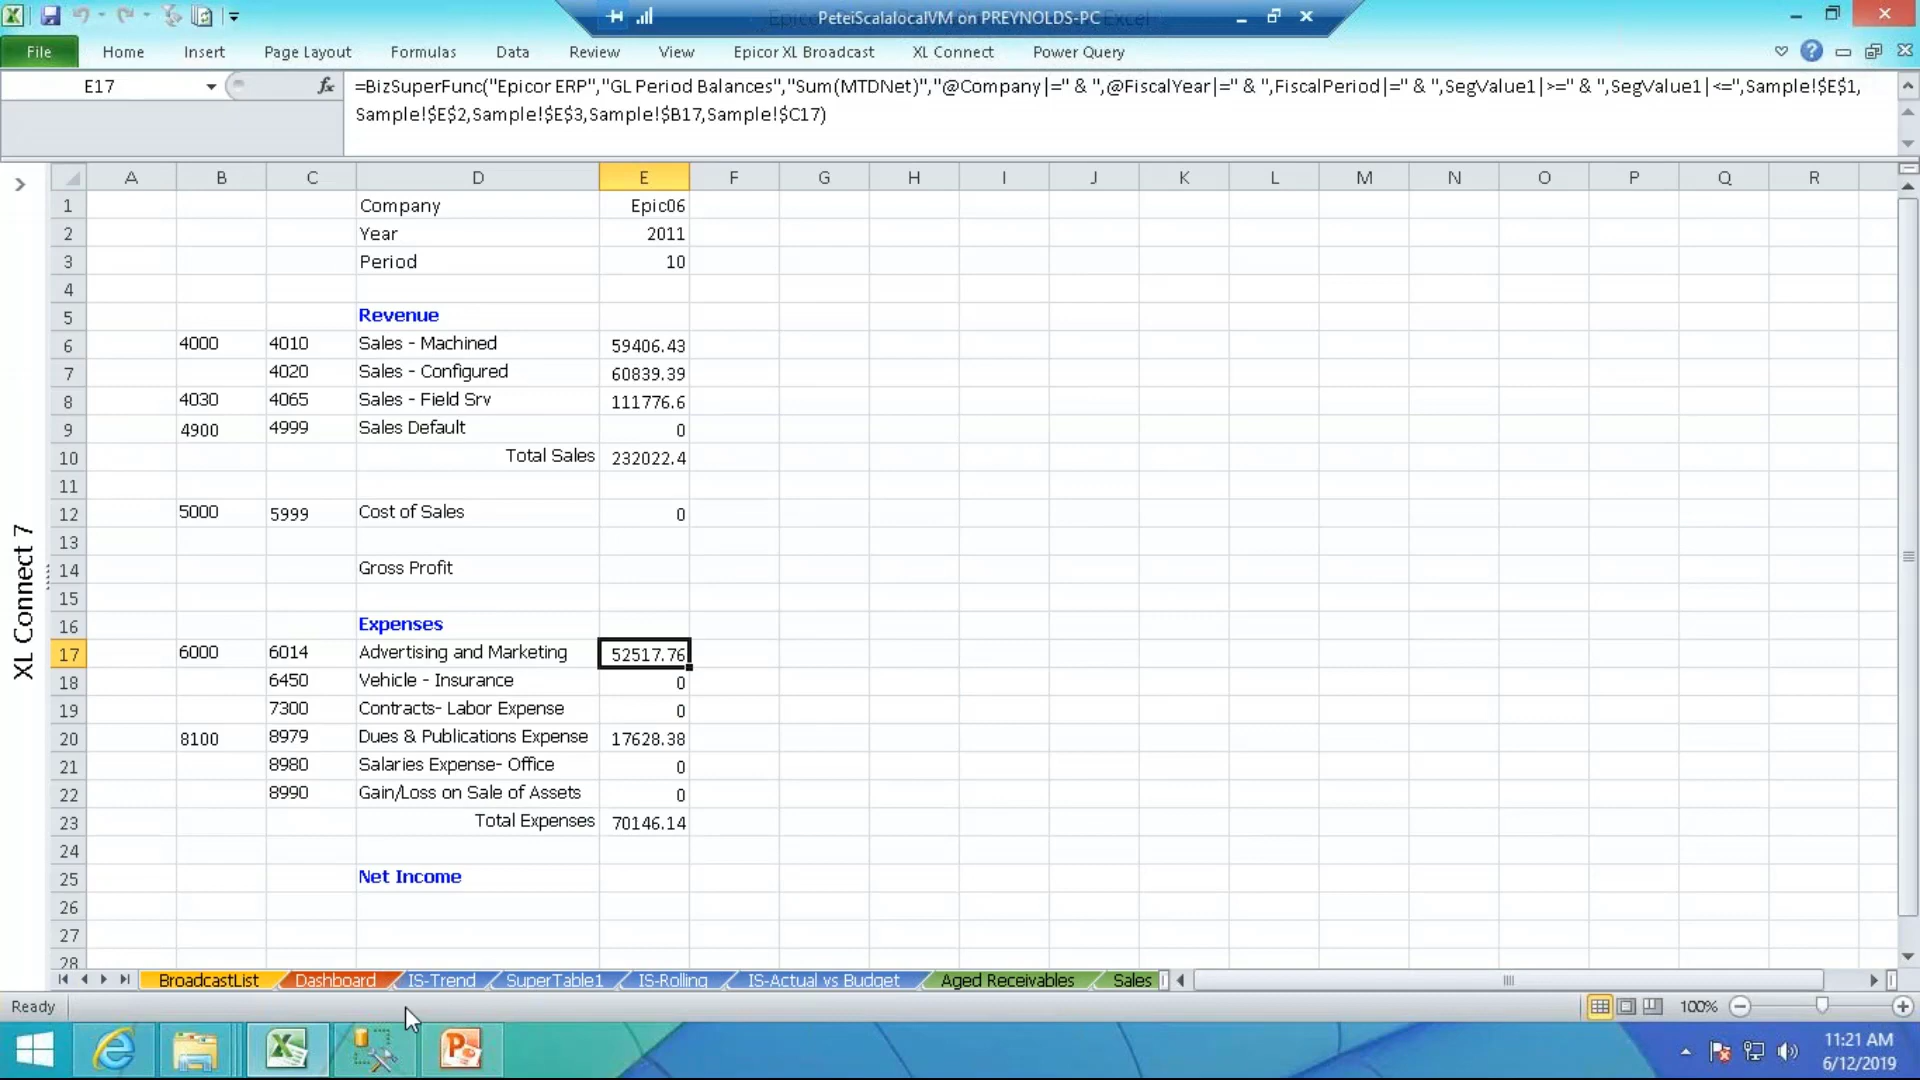 PeteiScalalocalVM on PREYNOLDS-PC
File Home Insert Page Layout Formulas Data Review View Epicor XL Broadcast XL Connect Power Query
E17 fx =BizSuperFunc("Epicor ERP","GL Period Balances","Sum(MTDNet)","@Company|=" & ",@FiscalYear|=" & ",FiscalPeriod|=" & ",SegValue1|>=" & ",SegValue1|<=",Sample!$E$1,
Sample!$E$2,Sample!$E$3,Sample!$B17,Sample!$C17)
A B C D E F G H I J K L M N O P Q R
1 Company Epic06
2 Year 2011
3 Period 10
4
5 Revenue
6 4000 4010 Sales - Machined 59406.43
7 4020 Sales - Configured 60839.39
8 4030 4065 Sales - Field Srv 111776.6
9 4900 4999 Sales Default 0
10 Total Sales 232022.4
11
12 5000 5999 Cost of Sales 0
13
14 Gross Profit
15
16 Expenses
17 6000 6014 Advertising and Marketing 52517.76
18 6450 Vehicle - Insurance 0
19 7300 Contracts- Labor Expense 0
20 8100 8979 Dues & Publications Expense 17628.38
21 8980 Salaries Expense- Office 0
22 8990 Gain/Loss on Sale of Assets 0
23 Total Expenses 70146.14
24
25 Net Income
26
27
28
XL Connect 7
BroadcastList Dashboard IS-Trend SuperTable1 IS-Rolling IS-Actual vs Budget Aged Receivables Sales
Ready 100%
11:21 AM
6/12/2019